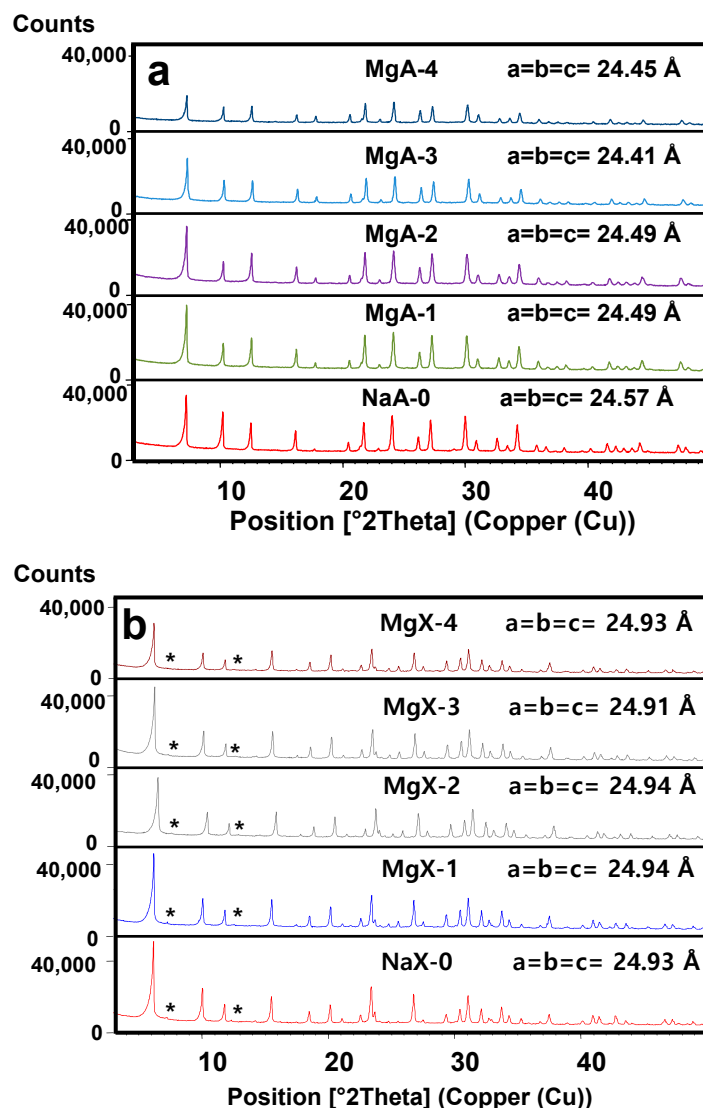 Counts
40,000
a
MgA-4 a=b=c= 24.45 Å
0
40,000
MgA-3 a=b=c= 24.41 Å
0
40,000
MgA-2 a=b=c= 24.49 Å
0
40,000
MgA-1 a=b=c= 24.49 Å
0
40,000
NaA-0 a=b=c= 24.57 Å
0
10 20 30 40
Position [°2Theta] (Copper (Cu))
Counts
40,000
b
MgX-4 a=b=c= 24.93 Å
* *
0
40,000
MgX-3 a=b=c= 24.91 Å
* *
0
40,000
MgX-2 a=b=c= 24.94 Å
* *
0
40,000
MgX-1 a=b=c= 24.94 Å
* *
0
40,000
NaX-0 a=b=c= 24.93 Å
* *
0
10 20 30 40
Position [°2Theta] (Copper (Cu))